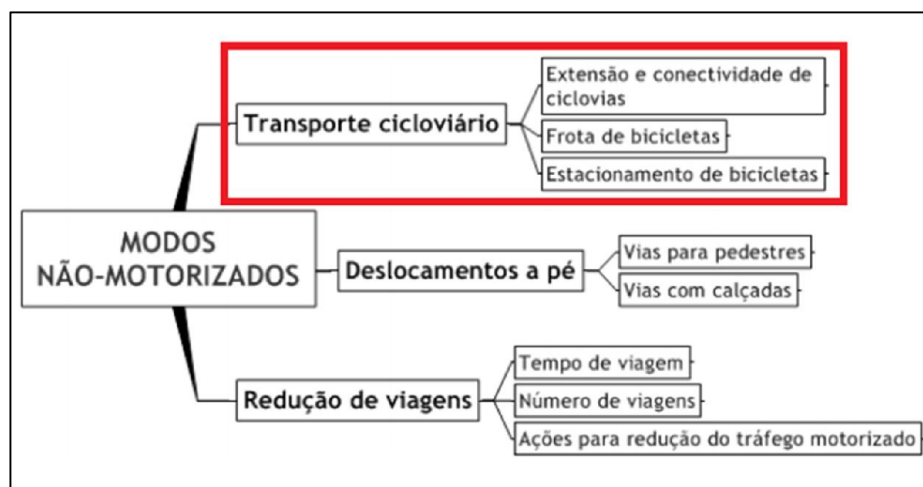 Transporte cicloviário
Extensão e conectividade de
ciclovias
Frota de bicicletas
Estacionamento de bicicletas
MODOS
NÃO-MOTORIZADOS
Deslocamentos a pé
Vias para pedestres
Vias com calçadas
Redução de viagens
Tempo de viagem
Número de viagens
Ações para redução do tráfego motorizado